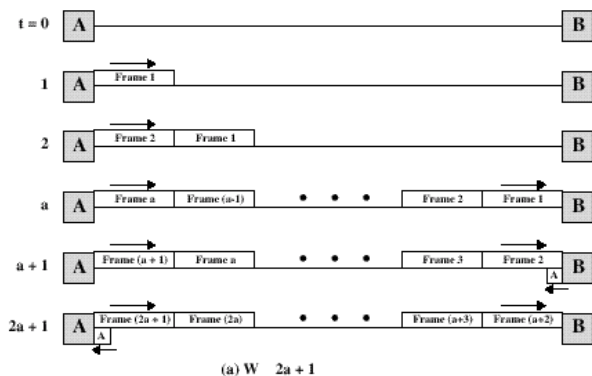 t = 0 A B
1 A Frame 1 B
2 A Frame 2 Frame 1 B
a A Frame a Frame (a-1) • • • Frame 2 Frame 1 B
a + 1 A Frame (a + 1) Frame a • • • Frame 3 Frame 2 B
A
2a + 1 A Frame (2a + 1) Frame (2a) • • • Frame (a+3) Frame (a+2) B
A
(a) W 2a + 1